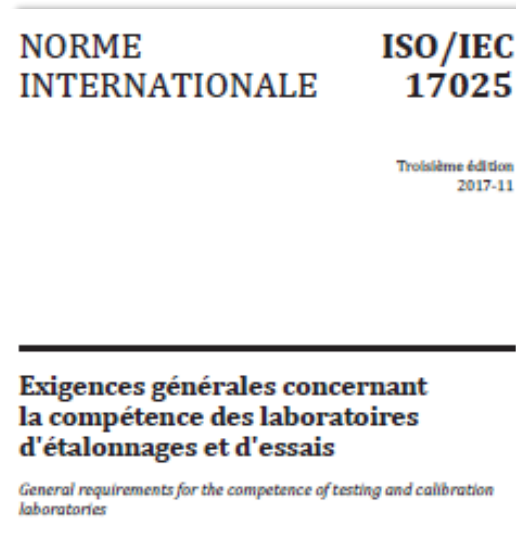 NORME
INTERNATIONALE
ISO/IEC
17025
Troisième édition
2017-11
Exigences générales concernant
la compétence des laboratoires
d'étalonnages et d'essais
General requirements for the competence of testing and calibration
laboratories